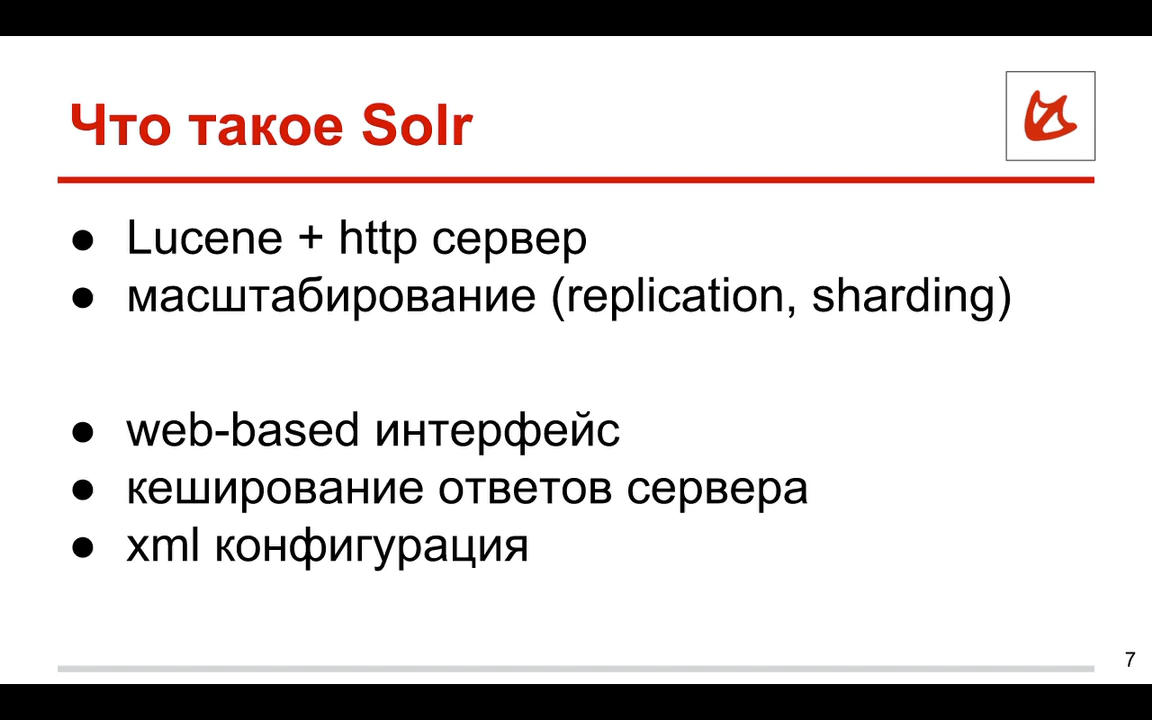 Что такое Solr
● Lucene + http сервер
● масштабирование (replication, sharding)
● web-based интерфейс
● кеширование ответов сервера
● xml конфигурация
7